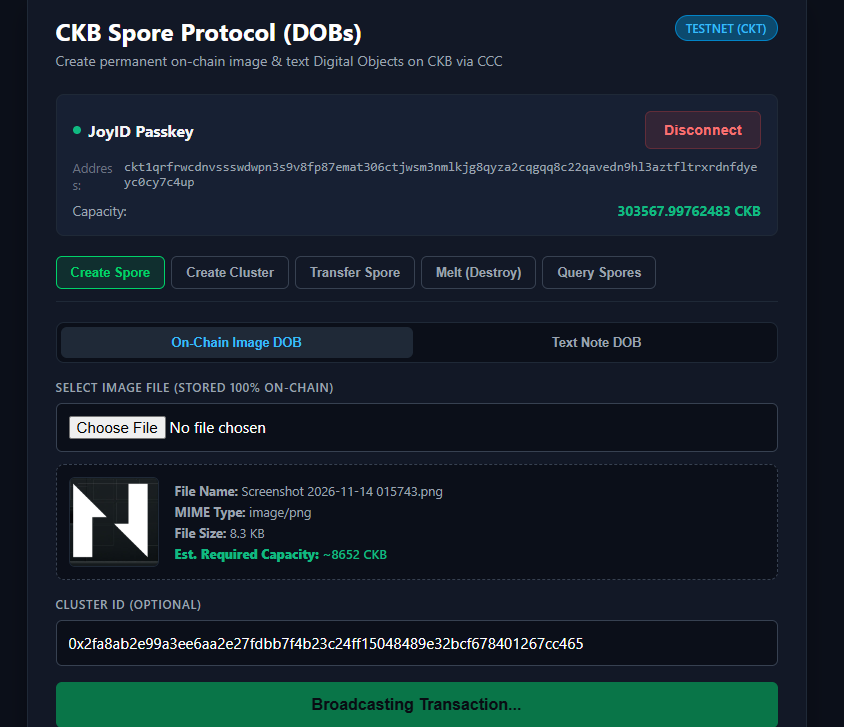 CKB Spore Protocol (DOBs)
TESTNET (CKT)
Create permanent on-chain image & text Digital Objects on CKB via CCC
JoyID Passkey
Disconnect
Address:
ckt1qrfrwcdnvssswdwpn3s9v8fp87emat306ctjwsm3nmlkjg8qyza2cqgqq8c22qavedn9hl3aztfltrxrdnfdye
yc0cy7c4up
Capacity:
303567.99762483 CKB
Create Spore
Create Cluster
Transfer Spore
Melt (Destroy)
Query Spores
On-Chain Image DOB
Text Note DOB
SELECT IMAGE FILE (STORED 100% ON-CHAIN)
Choose File No file chosen
File Name: Screenshot 2026-11-14 015743.png
MIME Type: image/png
File Size: 8.3 KB
Est. Required Capacity: ~8652 CKB
CLUSTER ID (OPTIONAL)
0x2fa8ab2e99a3ee6aa2e27fdbb7f4b23c24ff15048489e32bcf678401267cc465
Broadcasting Transaction...